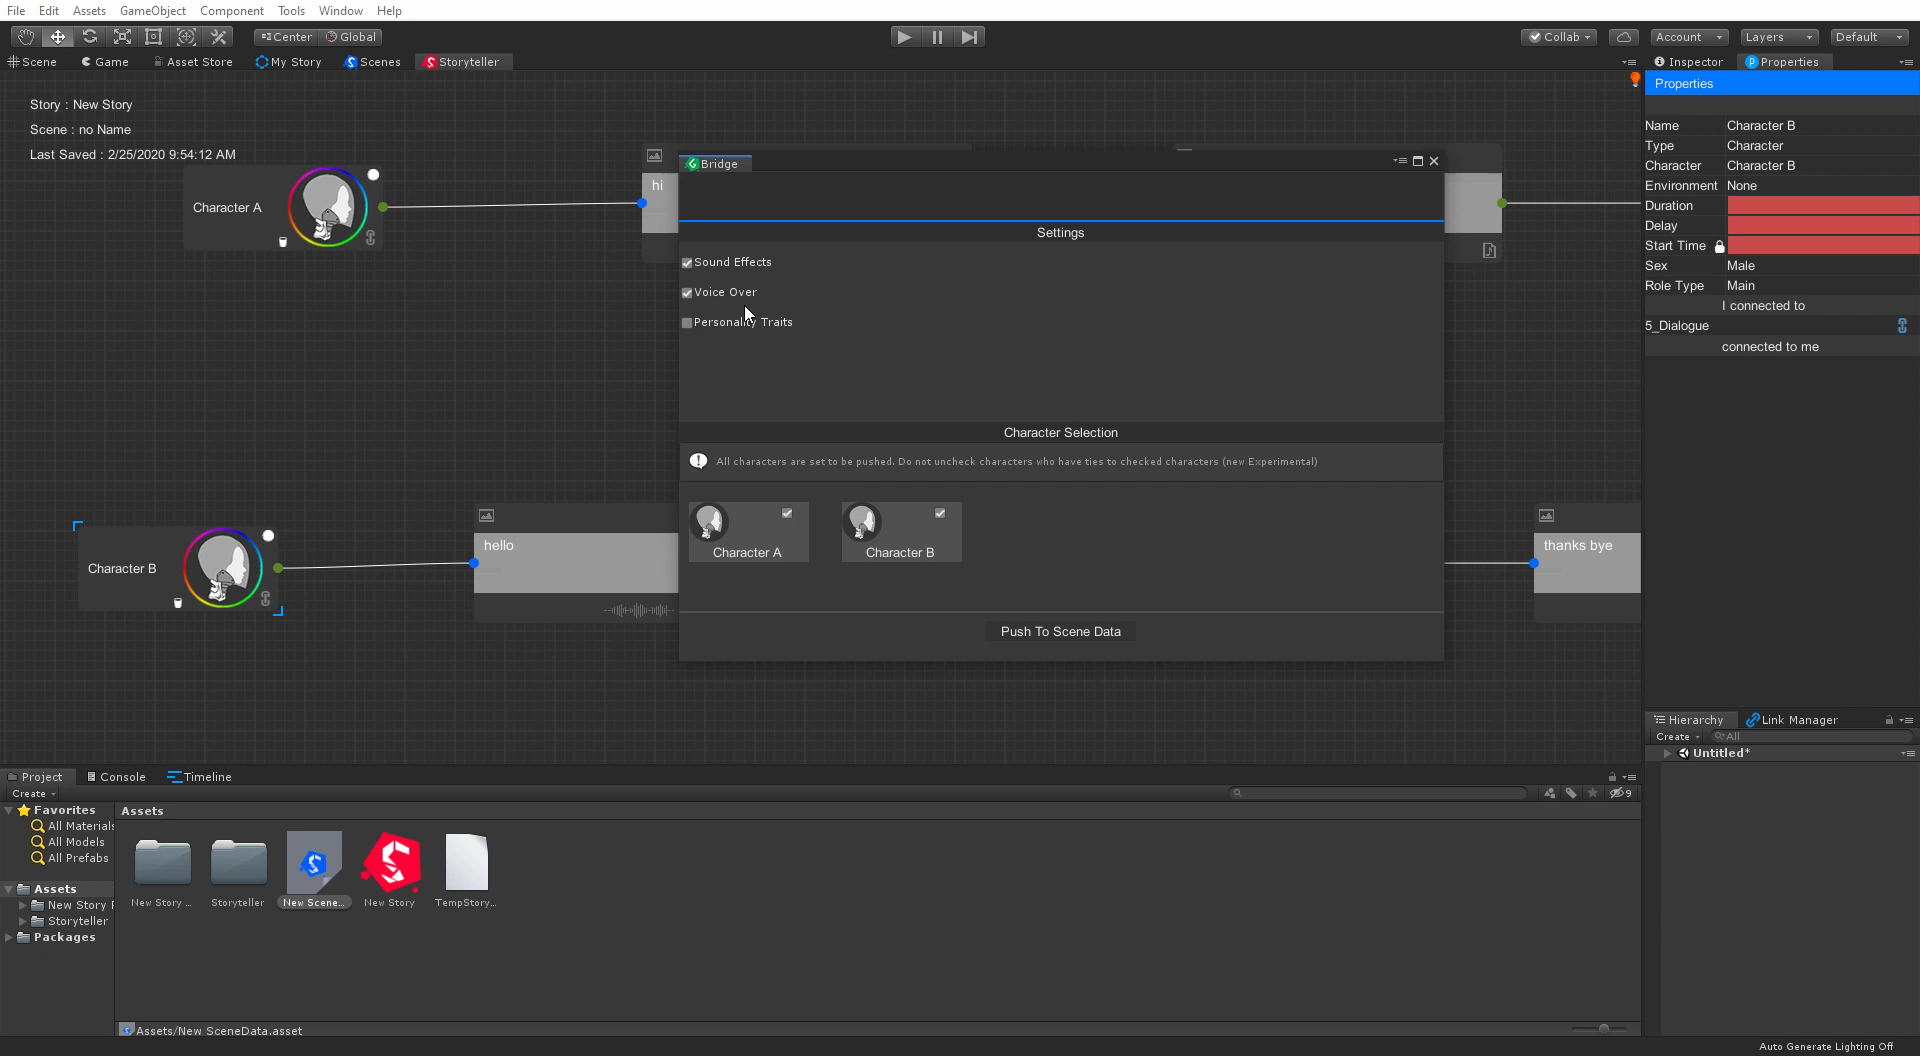 File Edit Assets GameObject Component Tools Window Help
Center Global
Collab Account Layers Default
Scene Game Asset Store My Story Scenes Storyteller
Inspector Properties
Story : New Story
Scene : no Name
Last Saved : 2/25/2020 9:54:12 AM
Character A
hi
Character B
hello
thanks bye
Bridge
Settings
Sound Effects
Voice Over
Personality Traits
Character Selection
All characters are set to be pushed. Do not uncheck characters who have ties to checked characters (new Experimental)
Character A
Character B
Push To Scene Data
Properties
Name Character B
Type Character
Character Character B
Environment None
Duration
Delay
Start Time
Sex Male
Role Type Main
I connected to
5_Dialogue
connected to me
Hierarchy Link Manager
Create All
Untitled*
Project Console Timeline
Create
9
Favorites
All Materials
All Models
All Prefabs
Assets
New Story F
Storyteller
Packages
Assets
New Story ...
Storyteller
New Scene...
New Story
TempStory...
Assets/New SceneData.asset
Auto Generate Lighting Off